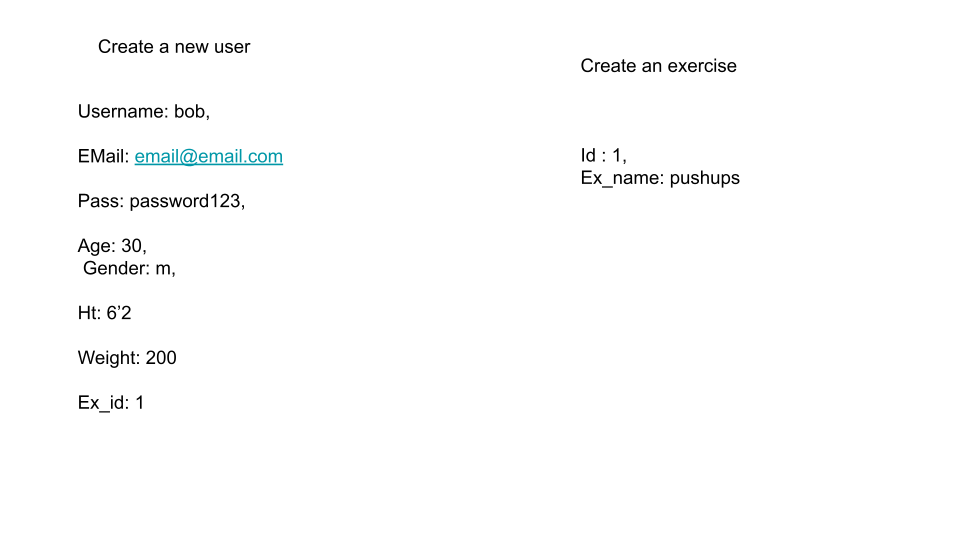 Create a new user
Username: bob,
EMail: email@email.com
Pass: password123,
Age: 30,
Gender: m,
Ht: 6’2
Weight: 200
Ex_id: 1
Create an exercise
Id : 1,
Ex_name: pushups